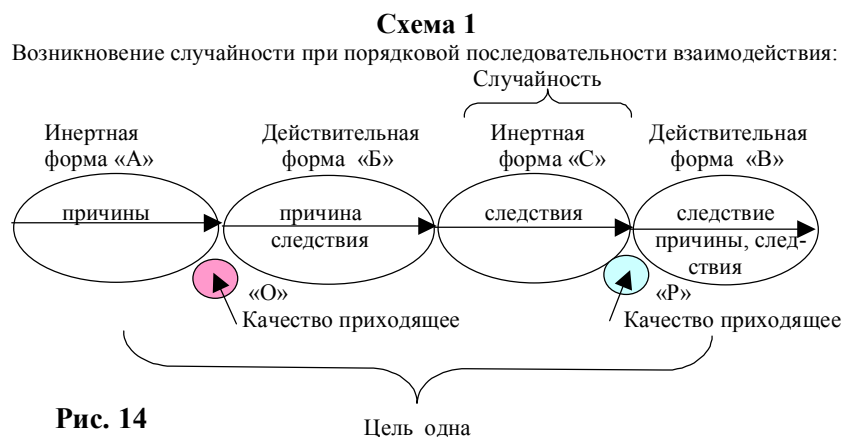 Схема 1
Возникновение случайности при порядковой последовательности взаимодействия:
Случайность
Инертная форма «А»
Действительная форма «Б»
Инертная форма «С»
Действительная форма «В»
причины
причина
следствия
следствия
следствие
причины, след-
ствия
«О»
Качество приходящее
«Р»
Качество приходящее
Рис. 14
Цель одна